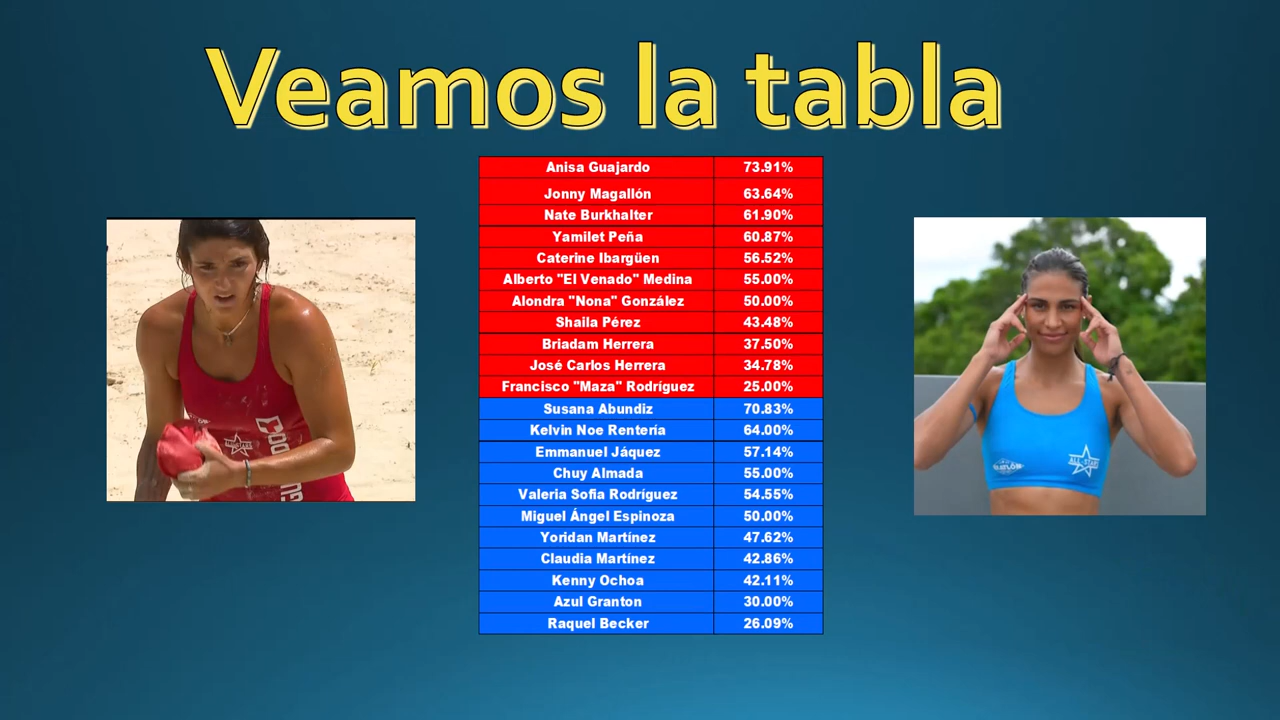 Veamos la tabla
Anisa Guajardo 73.91%
Jonny Magallón 63.64%
Nate Burkhalter 61.90%
Yamilet Peña 60.87%
Caterine Ibargüen 56.52%
Alberto "El Venado" Medina 55.00%
Alondra "Nona" González 50.00%
Shaila Pérez 43.48%
Briadam Herrera 37.50%
José Carlos Herrera 34.78%
Francisco "Maza" Rodríguez 25.00%
Susana Abundiz 70.83%
Kelvin Noe Rentería 64.00%
Emmanuel Jáquez 57.14%
Chuy Almada 55.00%
Valeria Sofia Rodríguez 54.55%
Miguel Ángel Espinoza 50.00%
Yoridan Martínez 47.62%
Claudia Martínez 42.86%
Kenny Ochoa 42.11%
Azul Granton 30.00%
Raquel Becker 26.09%
ALL STAR